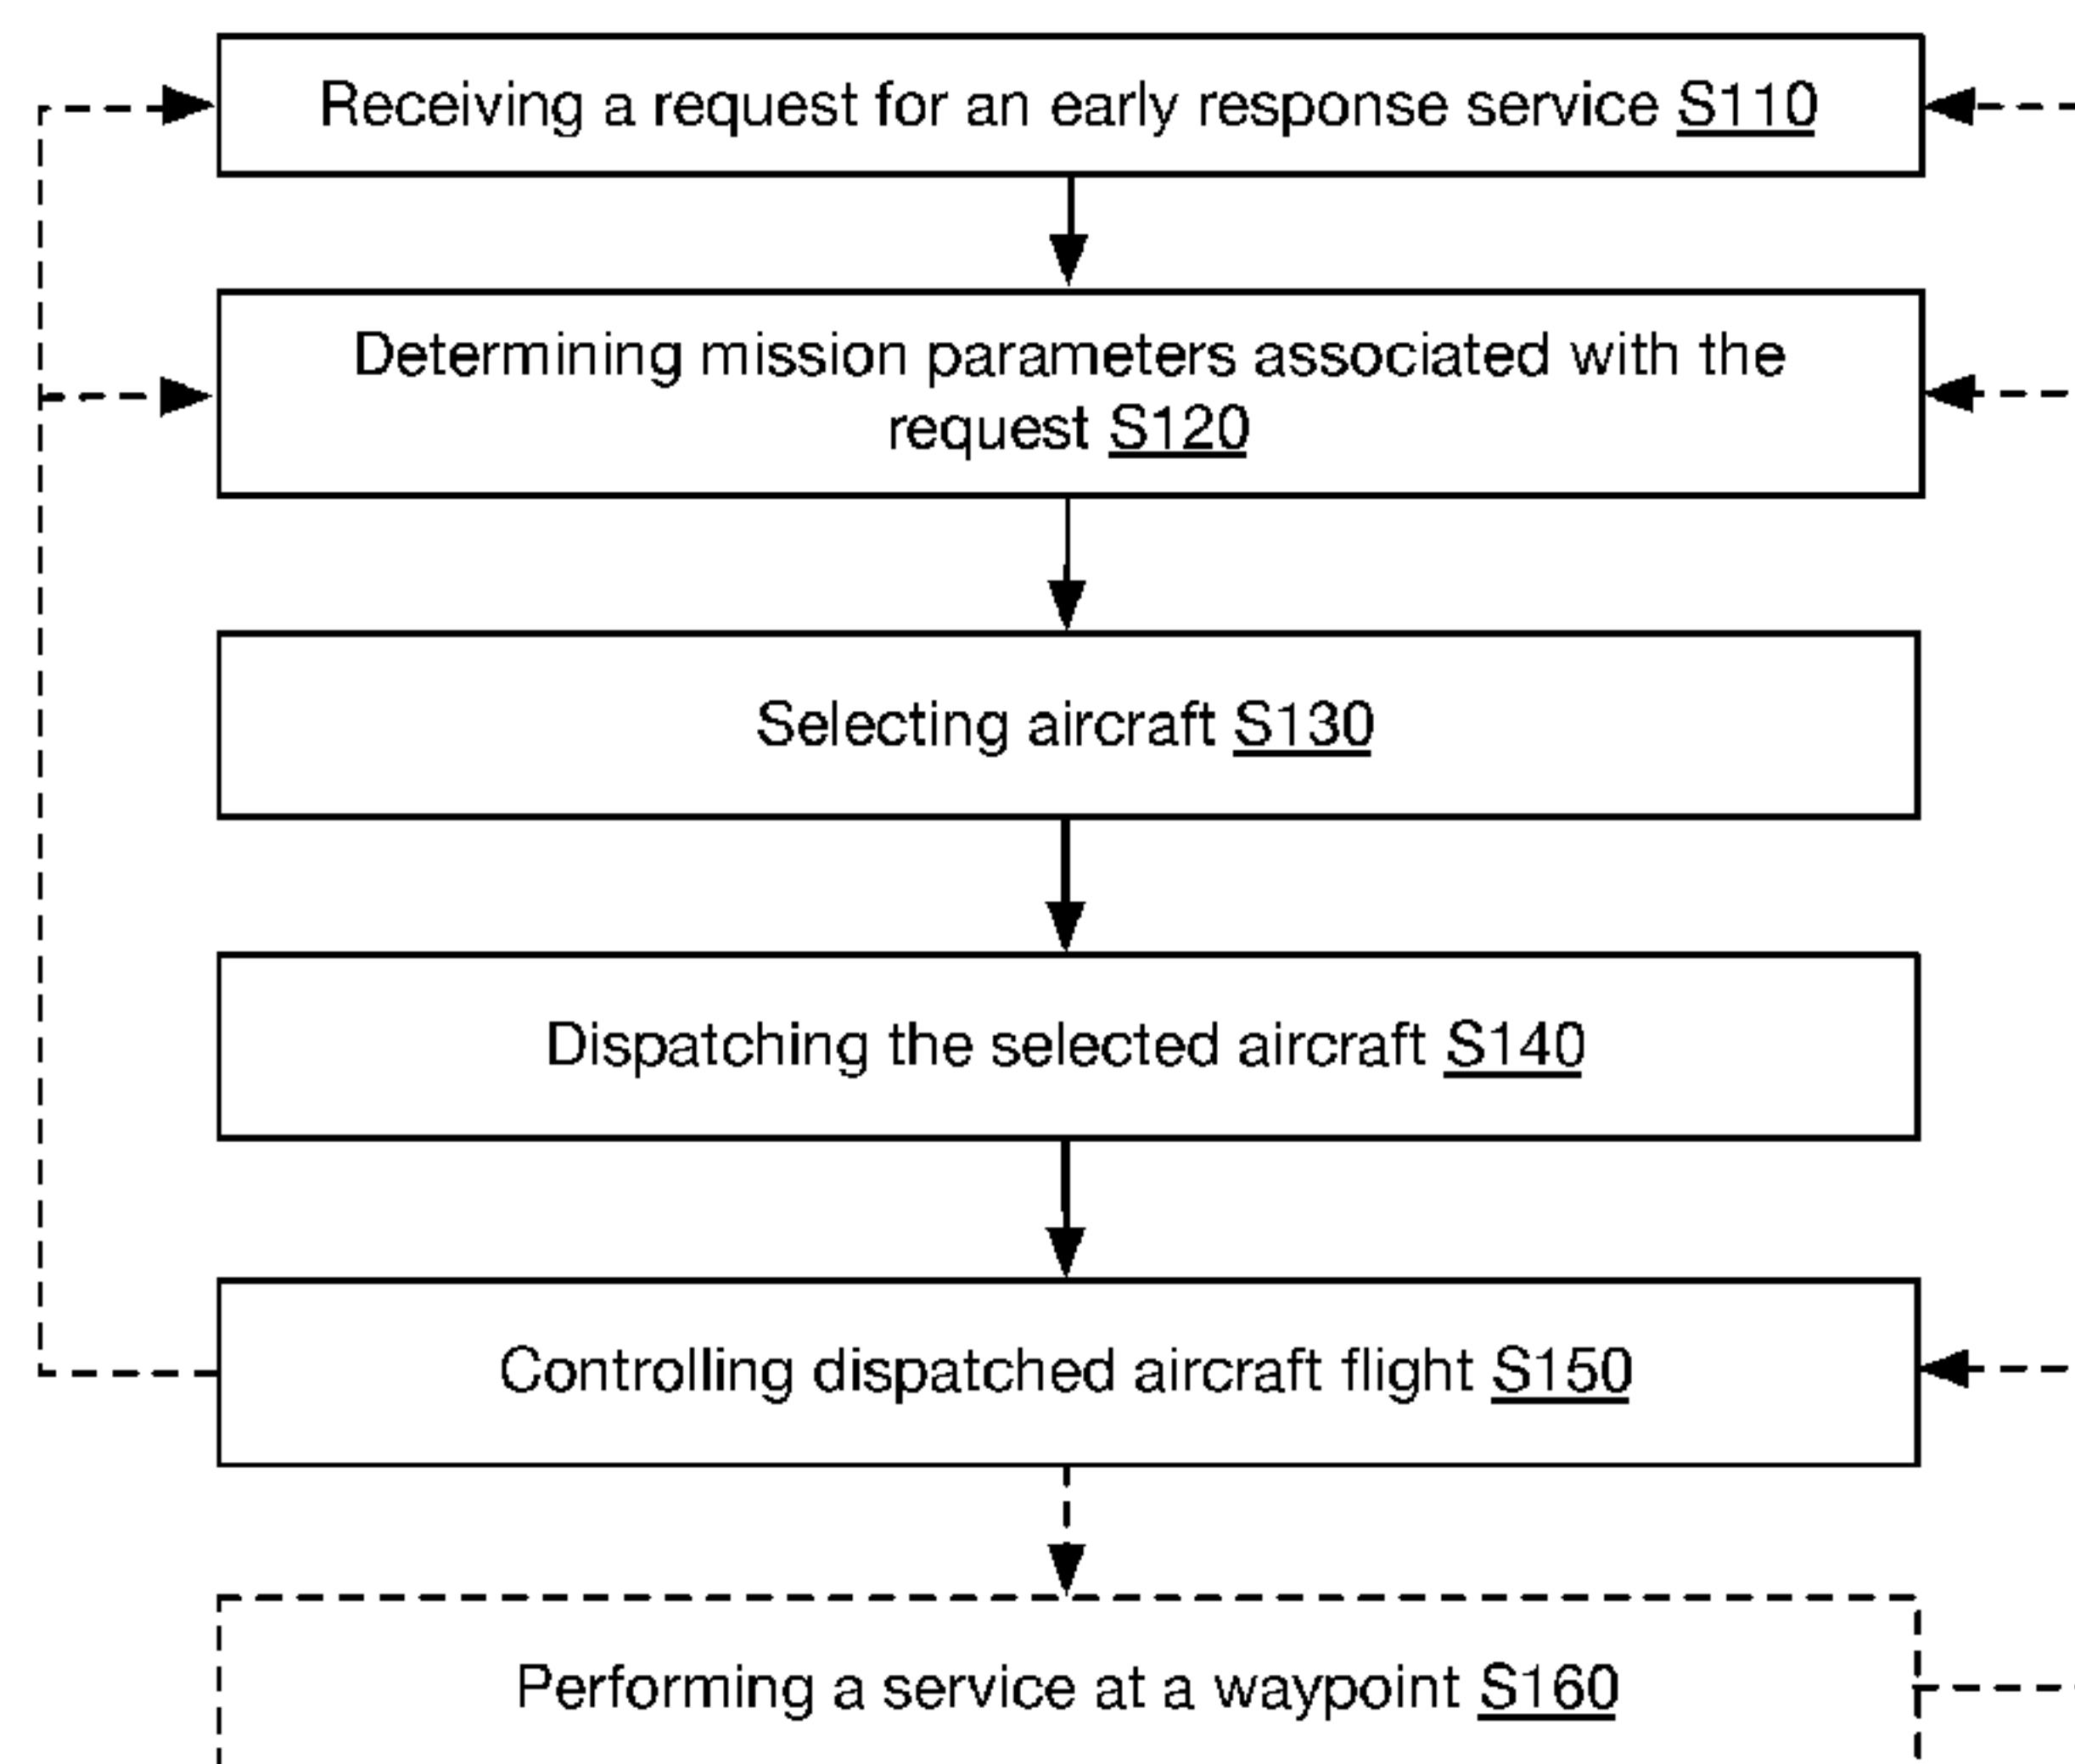 Receiving a request for an early response service S110
Determining mission parameters associated with the
request S120
Selecting aircraft S130
Dispatching the selected aircraft S140
Controlling dispatched aircraft flight S150
Performing a service at a waypoint S160